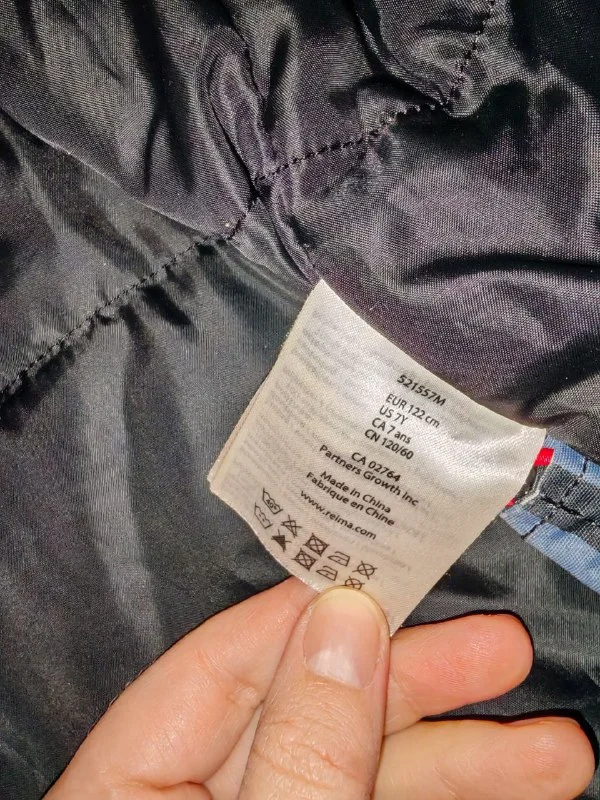 521557M
EUR 122 cm
US 7Y
CA 7 ans
CN 120/60
CA 02764
Partners Growth Inc
Made in China
Fabrique en Chine
www.reima.com